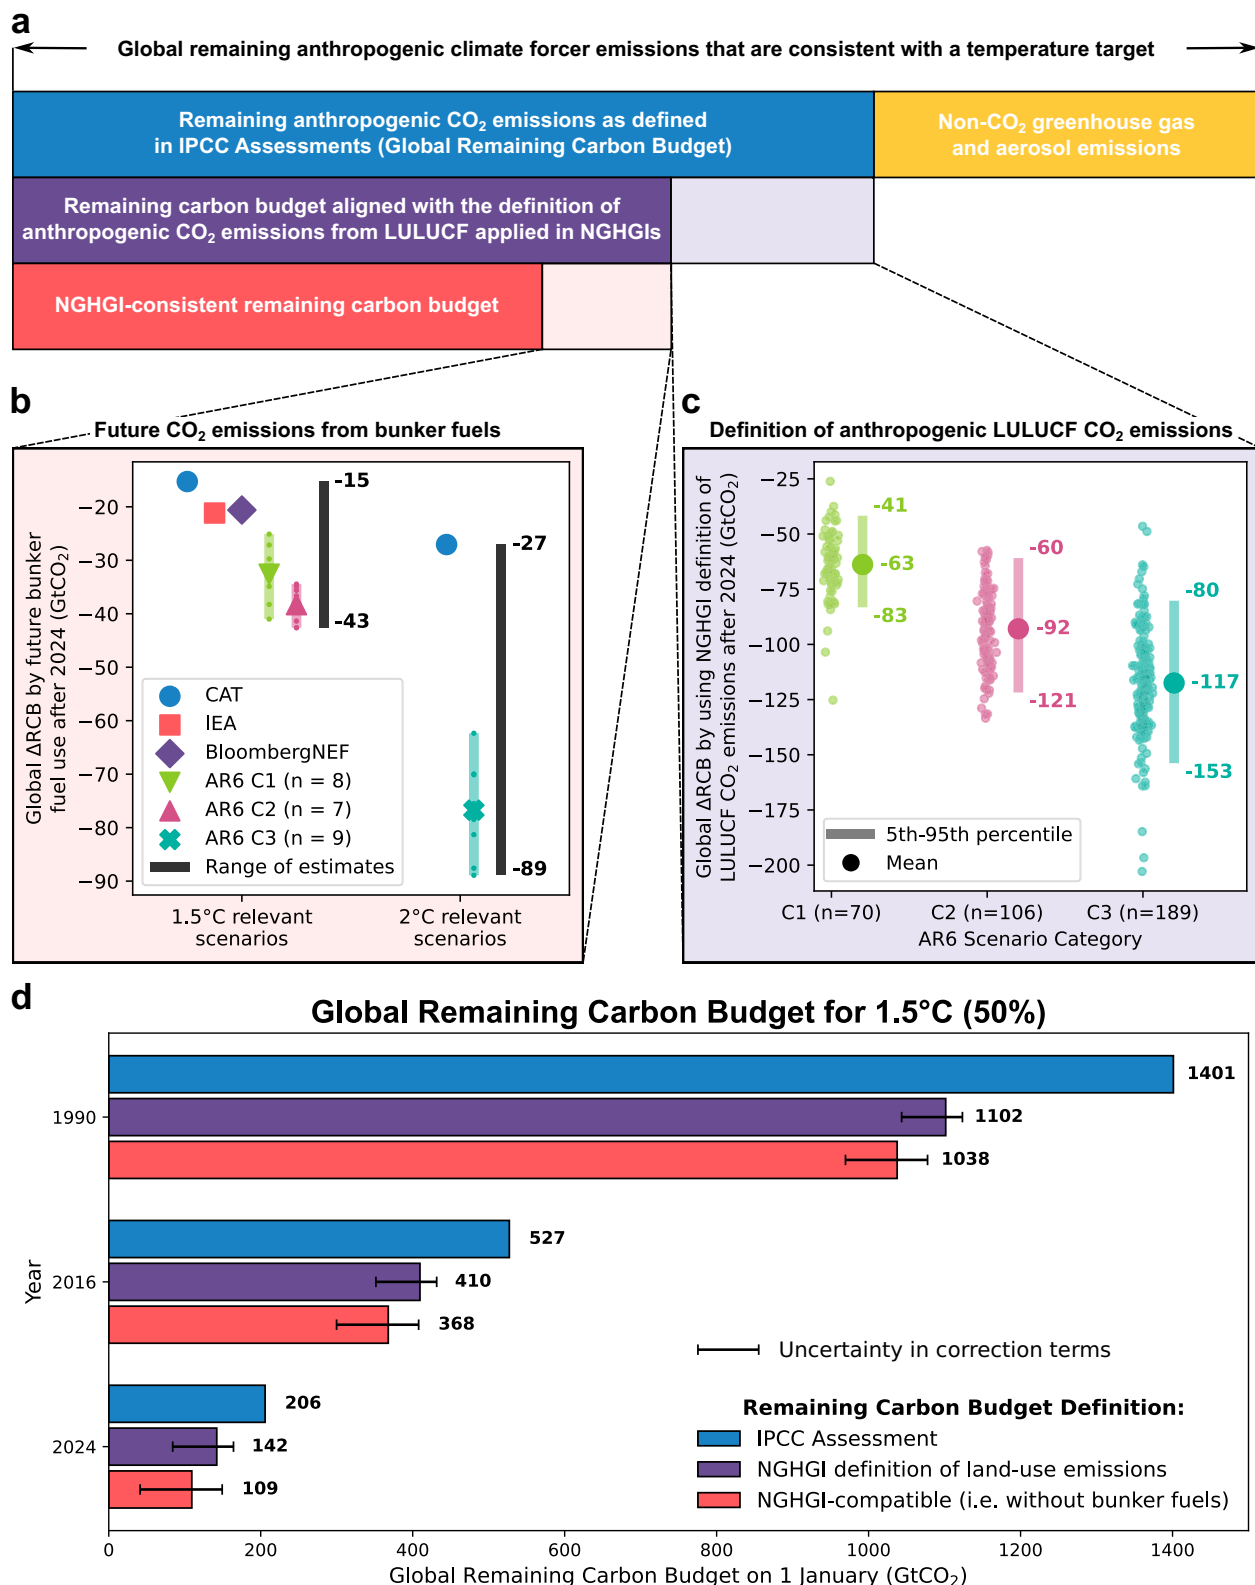 a
Global remaining anthropogenic climate forcer emissions that are consistent with a temperature target
Remaining anthropogenic CO₂ emissions as defined
in IPCC Assessments (Global Remaining Carbon Budget)
Non-CO₂ greenhouse gas
and aerosol emissions
Remaining carbon budget aligned with the definition of
anthropogenic CO₂ emissions from LULUCF applied in NGHGIs
NGHGI-consistent remaining carbon budget
b
Future CO₂ emissions from bunker fuels
Global ΔRCB by future bunker
fuel use after 2024 (GtCO₂)
−20
−30
−40
−50
−60
−70
−80
−90
-15
-43
-27
-89
CAT
IEA
BloombergNEF
AR6 C1 (n = 8)
AR6 C2 (n = 7)
AR6 C3 (n = 9)
Range of estimates
1.5°C relevant
scenarios
2°C relevant
scenarios
c
Definition of anthropogenic LULUCF CO₂ emissions
Global ΔRCB by using NGHGI definition of
LULUCF CO₂ emissions after 2024 (GtCO₂)
−25
−50
−75
−100
−125
−150
−175
−200
-41
-63
-83
-60
-92
-121
-80
-117
-153
5th-95th percentile
Mean
C1 (n=70)
C2 (n=106)
C3 (n=189)
AR6 Scenario Category
d
Global Remaining Carbon Budget for 1.5°C (50%)
Year
1990
1401
1102
1038
2016
527
410
368
2024
206
142
109
Uncertainty in correction terms
Remaining Carbon Budget Definition:
IPCC Assessment
NGHGI definition of land-use emissions
NGHGI-compatible (i.e. without bunker fuels)
0
200
400
600
800
1000
1200
1400
Global Remaining Carbon Budget on 1 January (GtCO₂)